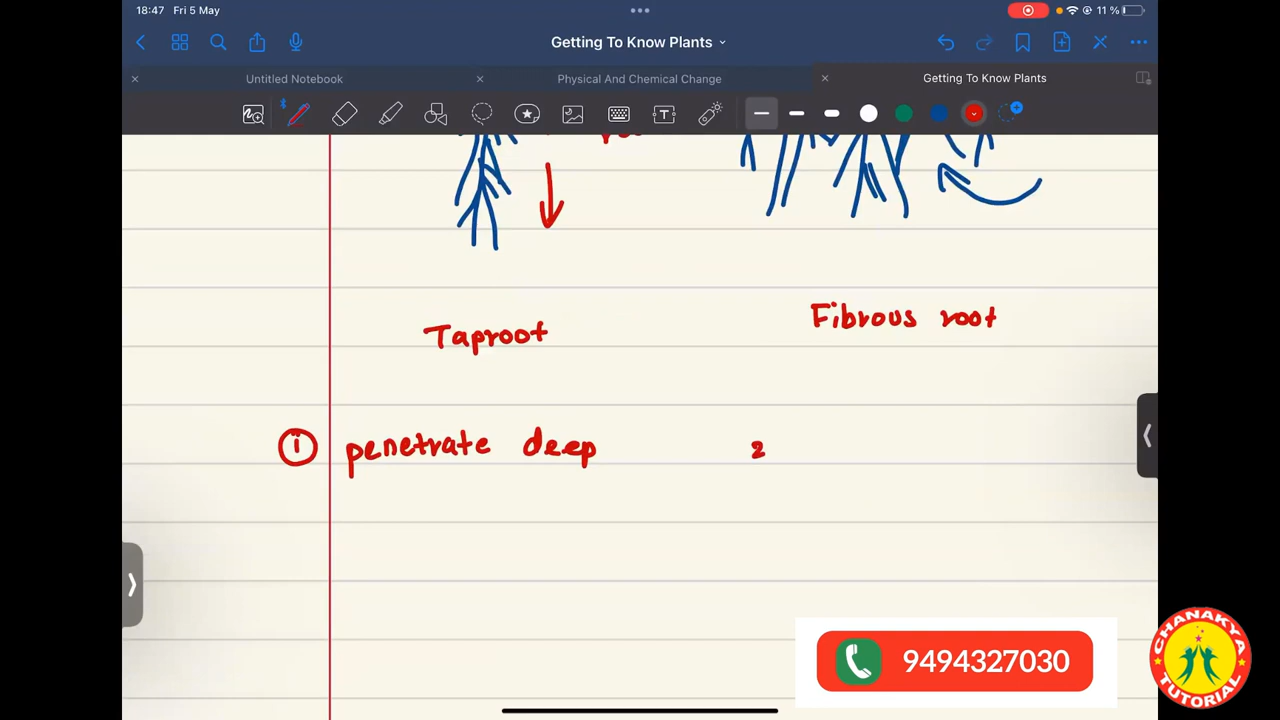 18:47 Fri 5 May
11 %
Getting To Know Plants
Untitled Notebook
Physical And Chemical Change
Getting To Know Plants
Taproot
Fibrous root
① penetrate deep
9494327030
CHANAKYA
TUTORIAL